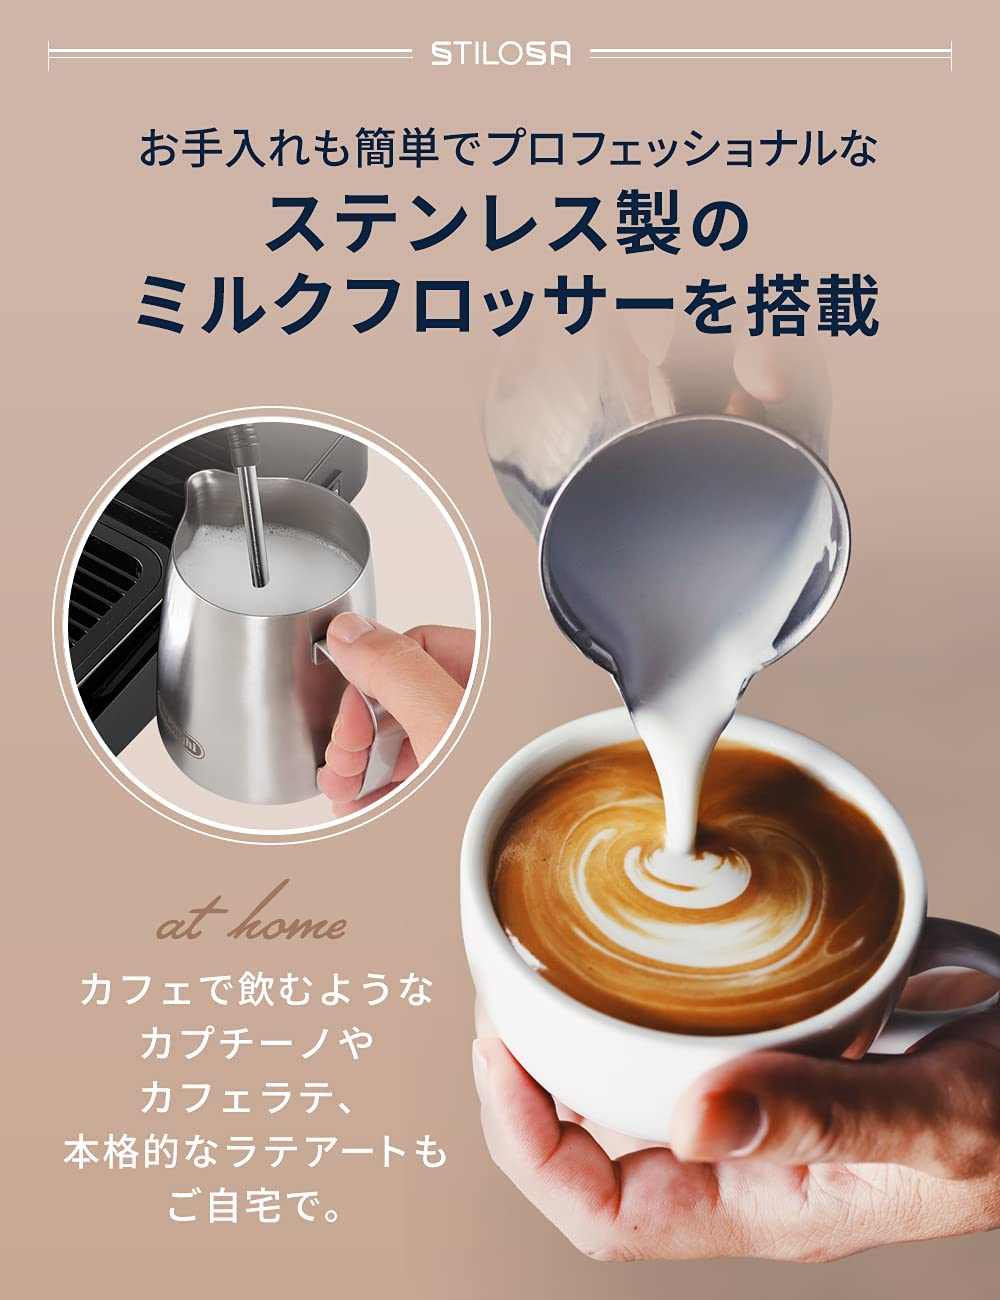 STILOSA
お手入れも簡単でプロフェッショナルな
ステンレス製の
ミルクフロッサーを搭載
at home
カフェで飲むような
カプチーノや
カフェラテ、
本格的なラテアートも
ご自宅で。